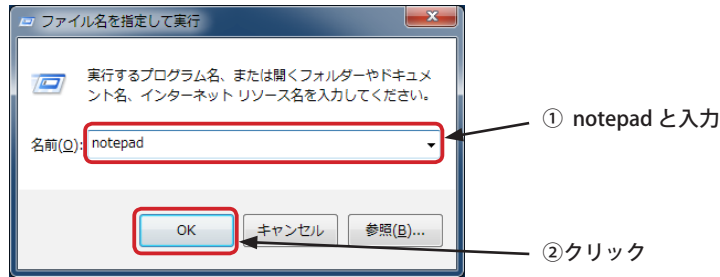 ファイル名を指定して実行
実行するプログラム名、または開くフォルダーやドキュメ
ント名、インターネット リソース名を入力してください。
名前(O): notepad
① notepad と入力
OK キャンセル 参照(B)...
②クリック